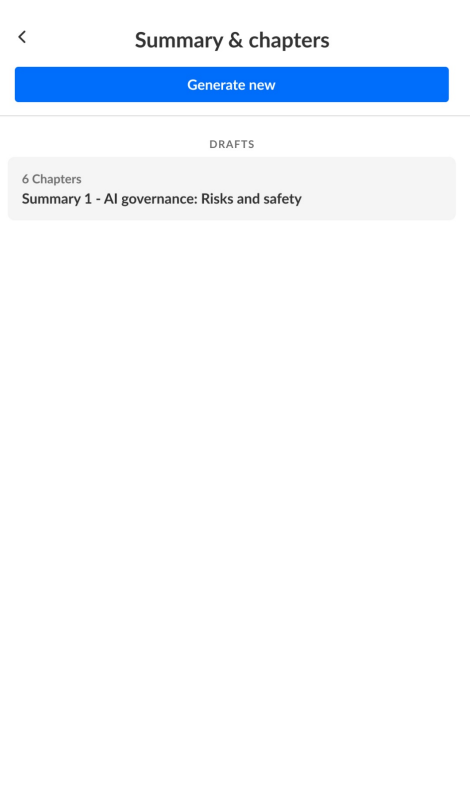 Summary & chapters
Generate new
DRAFTS
6 Chapters
Summary 1 - AI governance: Risks and safety